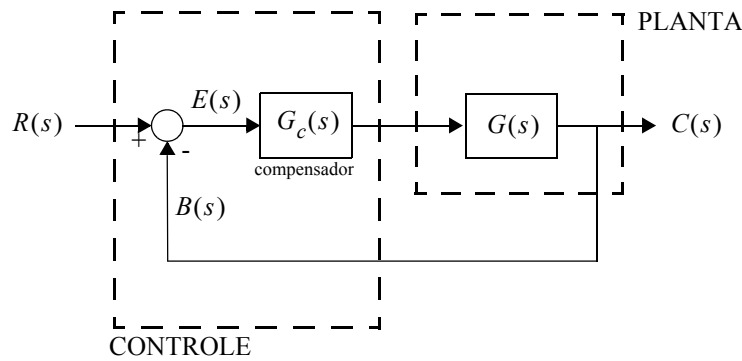 PLANTA
E(s)
R(s)
G_c(s)
G(s)
C(s)
+
-
compensador
B(s)
CONTROLE